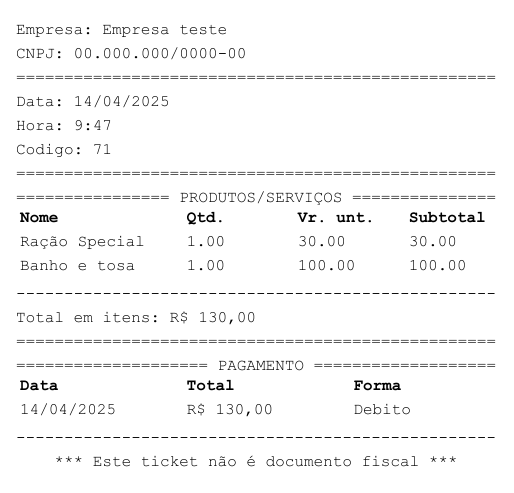 Empresa: Empresa teste
CNPJ: 00.000.000/0000-00
==================================================
Data: 14/04/2025
Hora: 9:47
Codigo: 71
==================================================
================ PRODUTOS/SERVIÇOS ===============
Nome Qtd. Vr. unt. Subtotal
Ração Special 1.00 30.00 30.00
Banho e tosa 1.00 100.00 100.00
--------------------------------------------------
Total em itens: R$ 130,00
==================================================
==================== PAGAMENTO ===================
Data Total Forma
14/04/2025 R$ 130,00 Debito
--------------------------------------------------
*** Este ticket não é documento fiscal ***